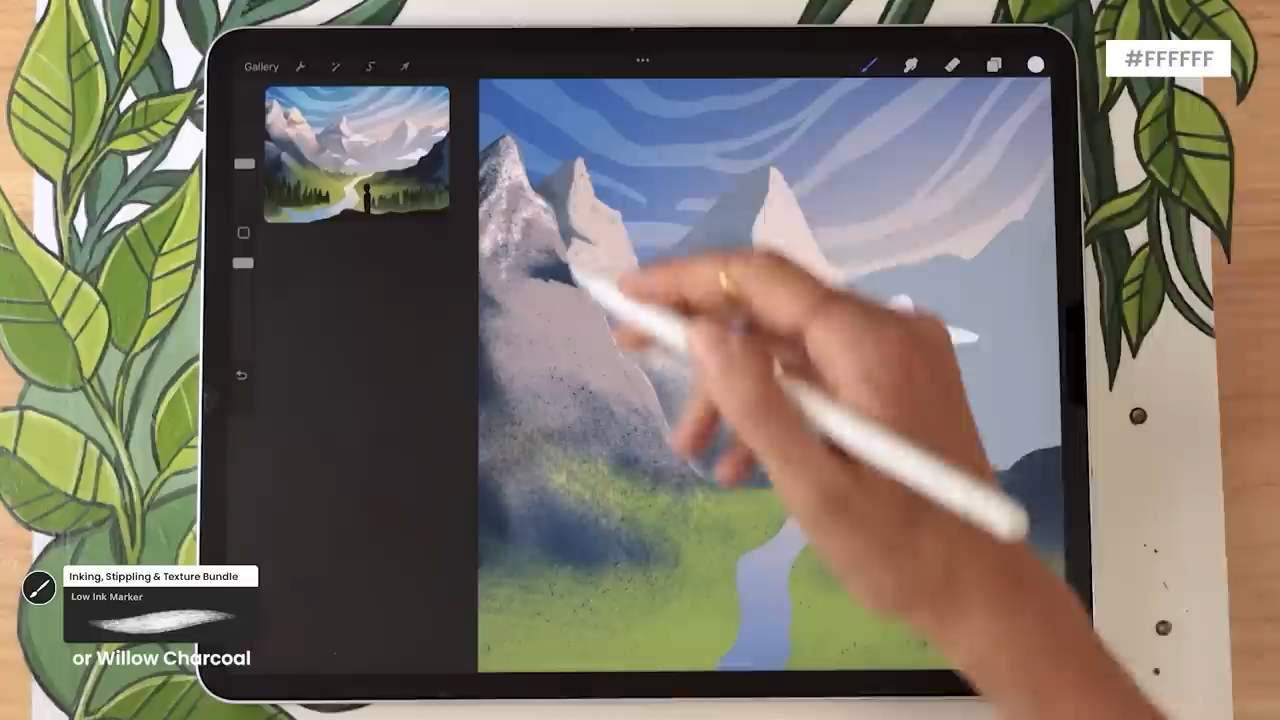 #FFFFFF
Gallery
Inking, Stippling & Texture Bundle
Low Ink Marker
or Willow Charcoal